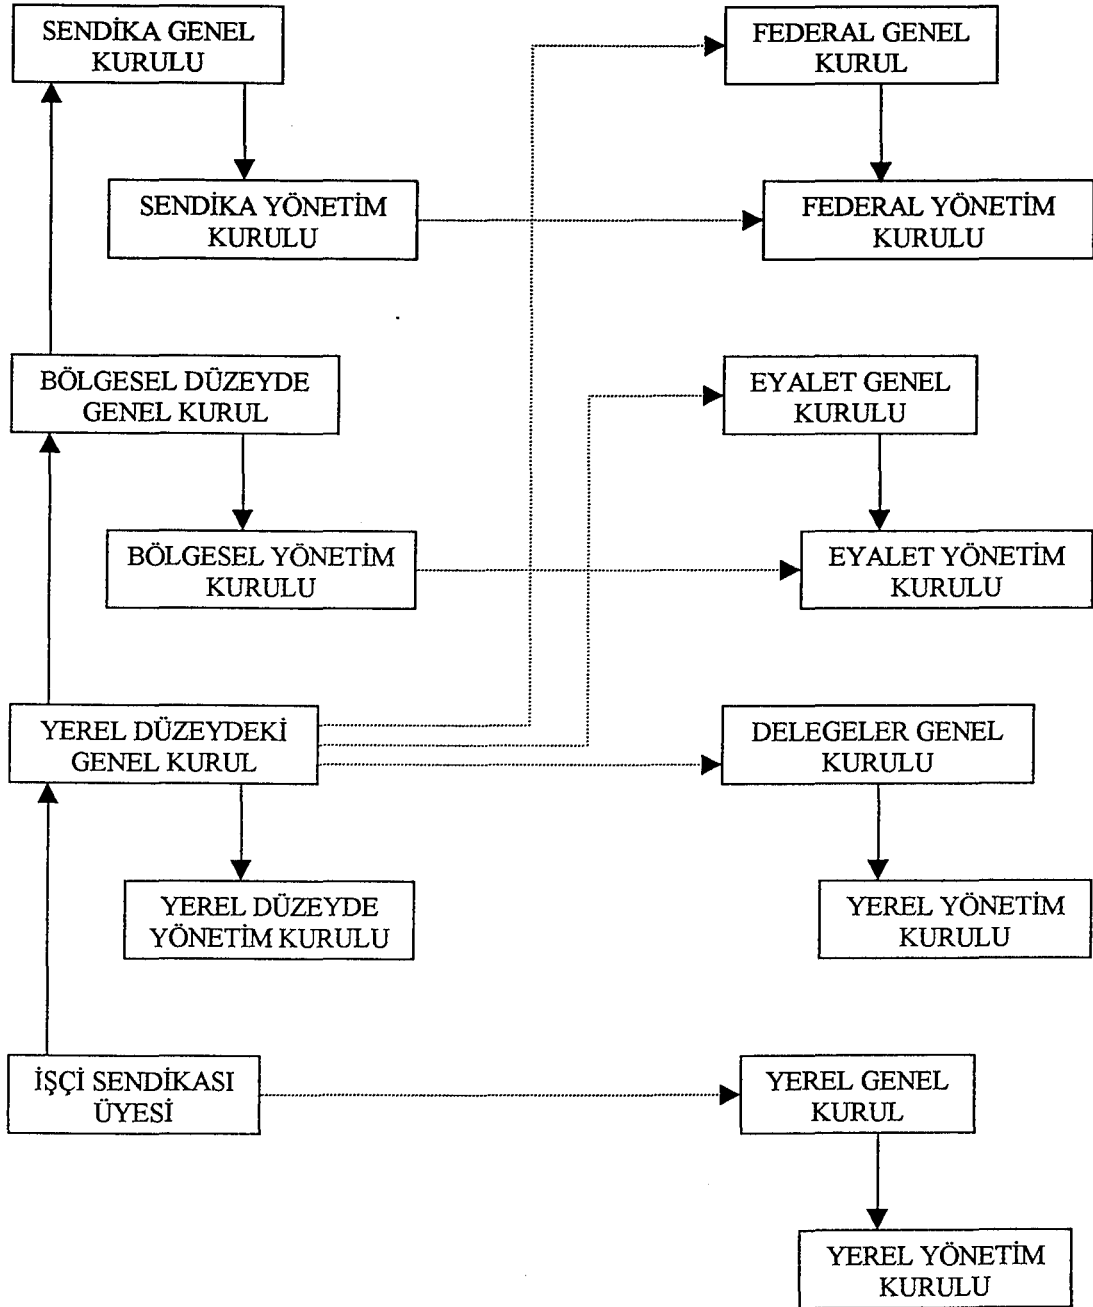 SENDİKA GENEL
KURULU
FEDERAL GENEL
KURUL
SENDİKA YÖNETİM
KURULU
FEDERAL YÖNETİM
KURULU
BÖLGESEL DÜZEYDE
GENEL KURUL
EYALET GENEL
KURULU
BÖLGESEL YÖNETİM
KURULU
EYALET YÖNETİM
KURULU
YEREL DÜZEYDEKİ
GENEL KURUL
DELEGELER GENEL
KURULU
YEREL DÜZEYDE
YÖNETİM KURULU
YEREL YÖNETİM
KURULU
İŞÇİ SENDİKASI
ÜYESİ
YEREL GENEL
KURUL
YEREL YÖNETİM
KURULU